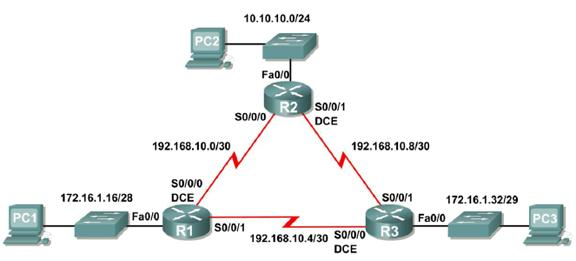 10.10.10.0/24
PC2
Fa0/0
R2
S0/0/0
S0/0/1
DCE
192.168.10.0/30
192.168.10.8/30
S0/0/0
DCE
172.16.1.16/28
PC1
Fa0/0
R1
S0/0/1
192.168.10.4/30
S0/0/0
DCE
S0/0/1
R3
Fa0/0
172.16.1.32/29
PC3